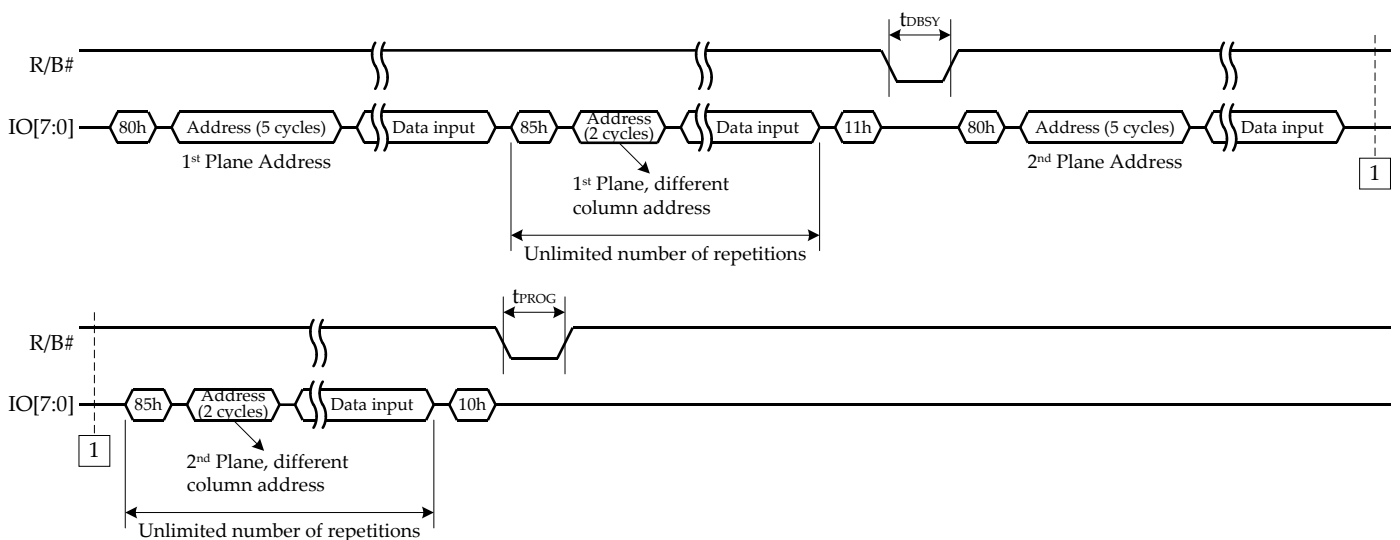 tDBSY
R/B#
IO[7:0] 80h Address (5 cycles) Data input 85h Address (2 cycles) Data input 11h 80h Address (5 cycles) Data input
1st Plane Address
2nd Plane Address
1
1st Plane, different
column address
Unlimited number of repetitions
tPROG
R/B#
IO[7:0] 85h Address (2 cycles) Data input 10h
1
2nd Plane, different
column address
Unlimited number of repetitions